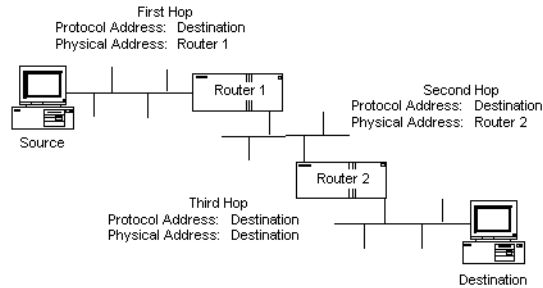 First Hop
Protocol Address: Destination
Physical Address: Router 1
Router 1
Source
Second Hop
Protocol Address: Destination
Physical Address: Router 2
Router 2
Third Hop
Protocol Address: Destination
Physical Address: Destination
Destination